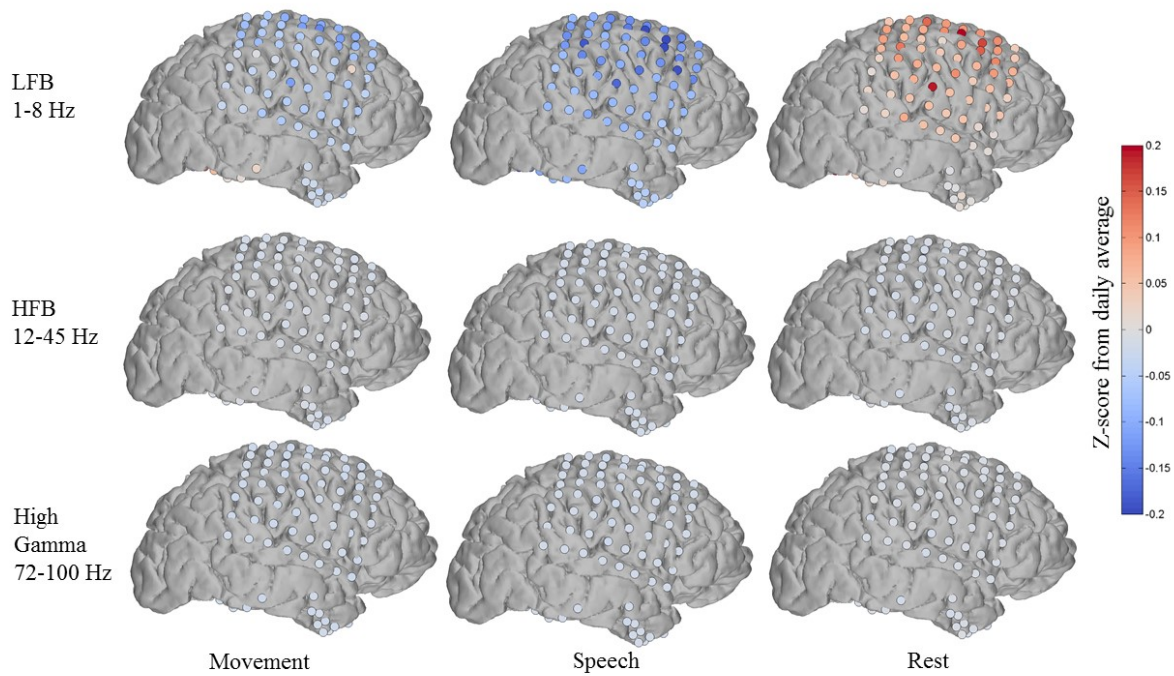 LFB
1-8 Hz
HFB
12-45 Hz
High
Gamma
72-100 Hz
Movement
Speech
Rest
0.2
0.15
0.1
0.05
0
-0.05
-0.1
-0.15
-0.2
Z-score from daily average